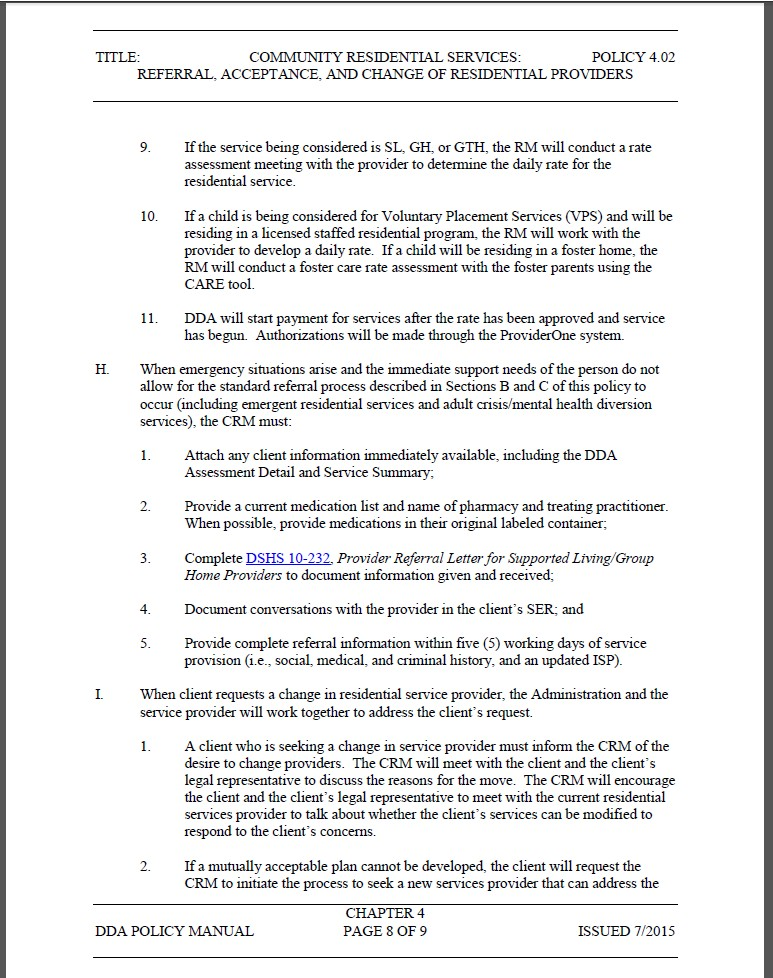 TITLE: COMMUNITY RESIDENTIAL SERVICES: POLICY 4.02
REFERRAL, ACCEPTANCE, AND CHANGE OF RESIDENTIAL PROVIDERS
9. If the service being considered is SL, GH, or GTH, the RM will conduct a rate
assessment meeting with the provider to determine the daily rate for the
residential service.
10. If a child is being considered for Voluntary Placement Services (VPS) and will be
residing in a licensed staffed residential program, the RM will work with the
provider to develop a daily rate. If a child will be residing in a foster home, the
RM will conduct a foster care rate assessment with the foster parents using the
CARE tool.
11. DDA will start payment for services after the rate has been approved and service
has begun. Authorizations will be made through the ProviderOne system.
H. When emergency situations arise and the immediate support needs of the person do not
allow for the standard referral process described in Sections B and C of this policy to
occur (including emergent residential services and adult crisis/mental health diversion
services), the CRM must:
1. Attach any client information immediately available, including the DDA
Assessment Detail and Service Summary;
2. Provide a current medication list and name of pharmacy and treating practitioner.
When possible, provide medications in their original labeled container;
3. Complete DSHS 10-232, Provider Referral Letter for Supported Living/Group
Home Providers to document information given and received;
4. Document conversations with the provider in the client's SER; and
5. Provide complete referral information within five (5) working days of service
provision (i.e., social, medical, and criminal history, and an updated ISP).
I. When client requests a change in residential service provider, the Administration and the
service provider will work together to address the client's request.
1. A client who is seeking a change in service provider must inform the CRM of the
desire to change providers. The CRM will meet with the client and the client's
legal representative to discuss the reasons for the move. The CRM will encourage
the client and the client's legal representative to meet with the current residential
services provider to talk about whether the client's services can be modified to
respond to the client's concerns.
2. If a mutually acceptable plan cannot be developed, the client will request the
CRM to initiate the process to seek a new services provider that can address the
CHAPTER 4
DDA POLICY MANUAL PAGE 8 OF 9 ISSUED 7/2015